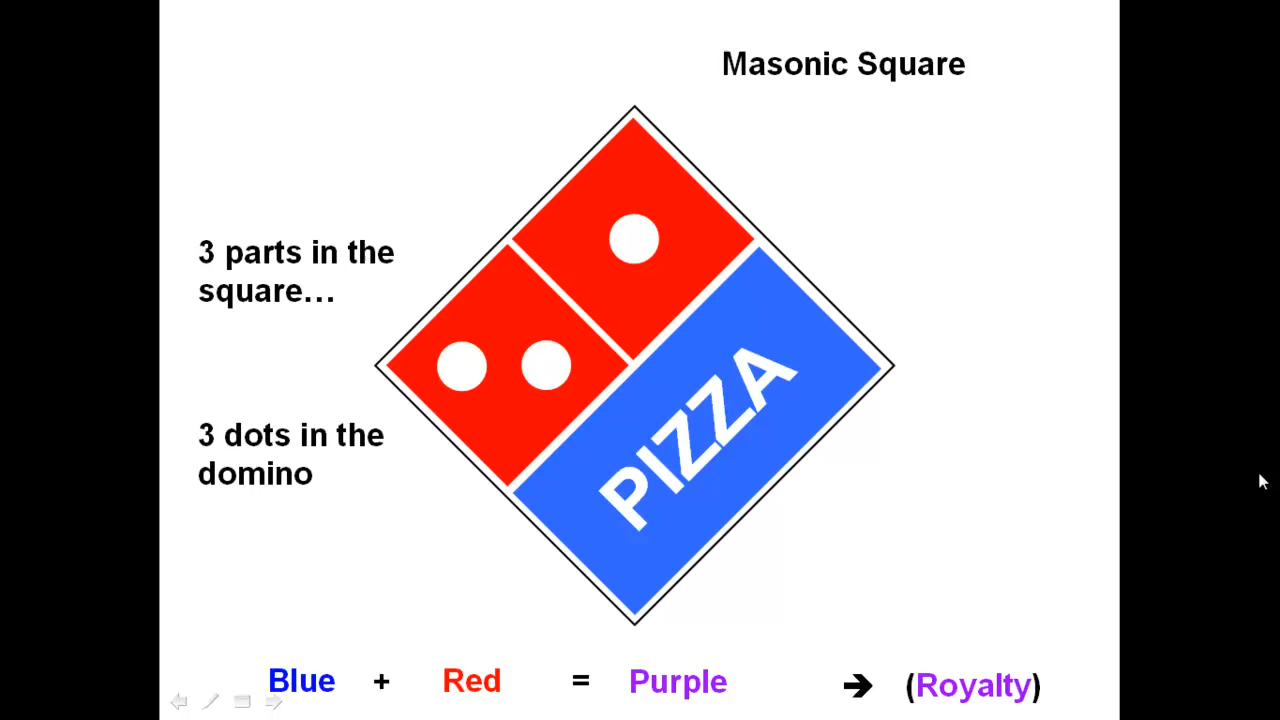 Masonic Square
3 parts in the
square…
3 dots in the
domino
PIZZA
Blue + Red = Purple ➔ (Royalty)